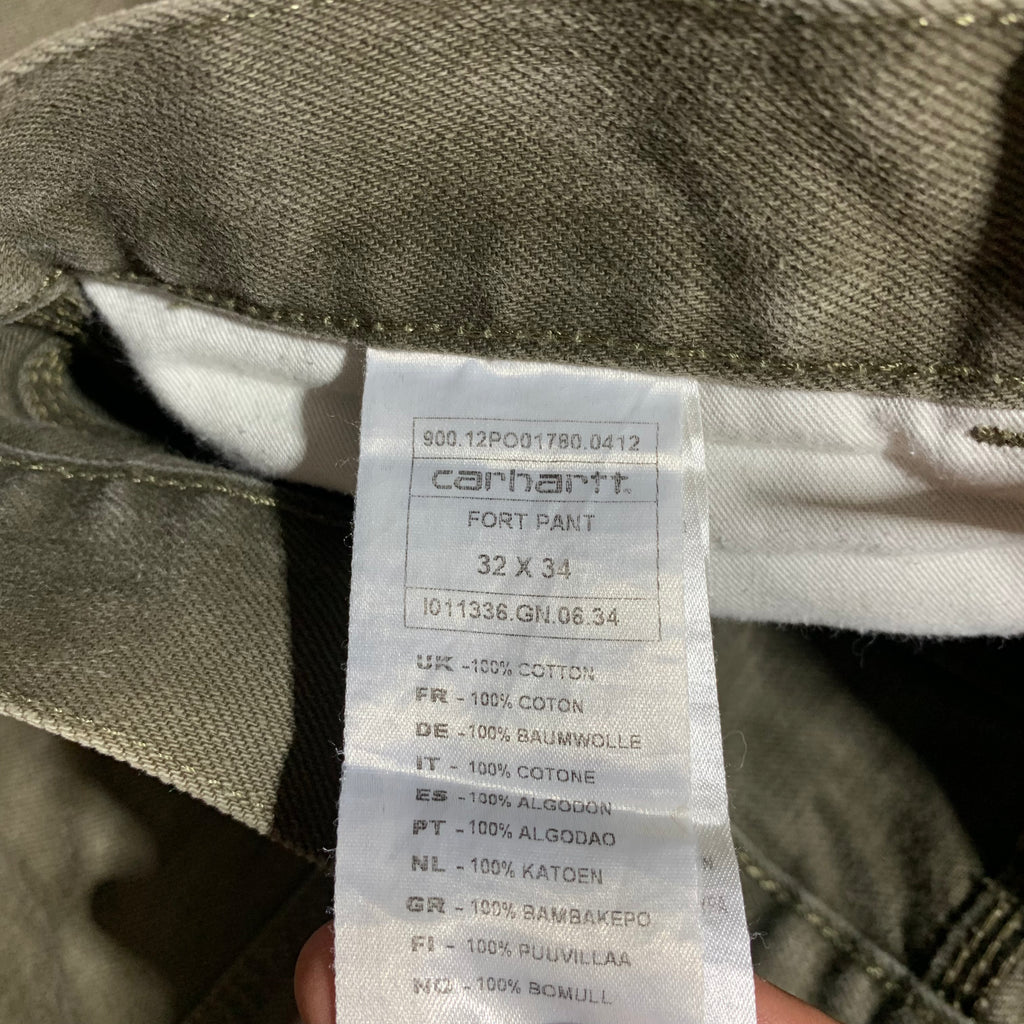 900.12PO01780.0412
carhartt
FORT PANT
32 X 34
I011336.GN.06.34
UK -100% COTTON
FR - 100% COTON
DE -100% BAUMWOLLE
IT - 100% COTONE
ES - 100% ALGODON
PT - 100% ALGODAO
NL - 100% KATOEN
GR - 100% BAMBAKEPO
FI - 100% PUUVILLAA
NO - 100% BOMULL